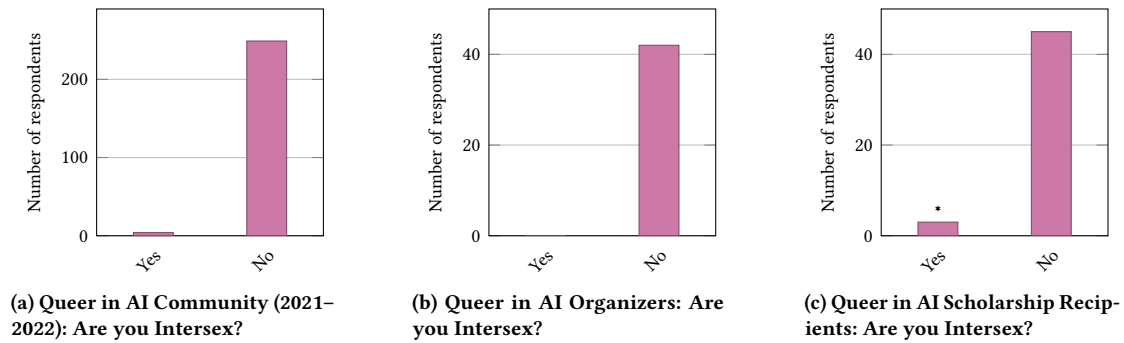 Number of respondents
200
100
0
Yes
No
(a) Queer in AI Community (2021–
2022): Are you Intersex?
Number of respondents
40
20
0
Yes
No
(b) Queer in AI Organizers: Are
you Intersex?
Number of respondents
40
20
0
*
Yes
No
(c) Queer in AI Scholarship Recip-
ients: Are you Intersex?